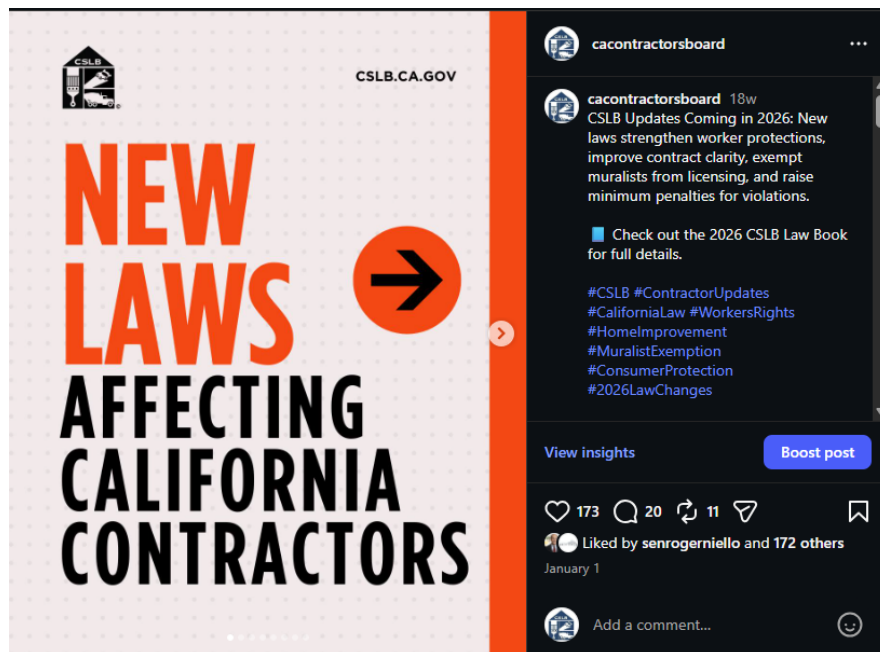 CSLB
CSLB.CA.GOV
NEW
LAWS
AFFECTING
CALIFORNIA
CONTRACTORS
cacontractorsboard
cacontractorsboard 18w
CSLB Updates Coming in 2026: New
laws strengthen worker protections,
improve contract clarity, exempt
muralists from licensing, and raise
minimum penalties for violations.
Check out the 2026 CSLB Law Book
for full details.
#CSLB #ContractorUpdates
#CaliforniaLaw #WorkersRights
#HomeImprovement
#MuralistExemption
#ConsumerProtection
#2026LawChanges
View insights
Boost post
173 20 11
Liked by senrogerniello and 172 others
January 1
Add a comment...